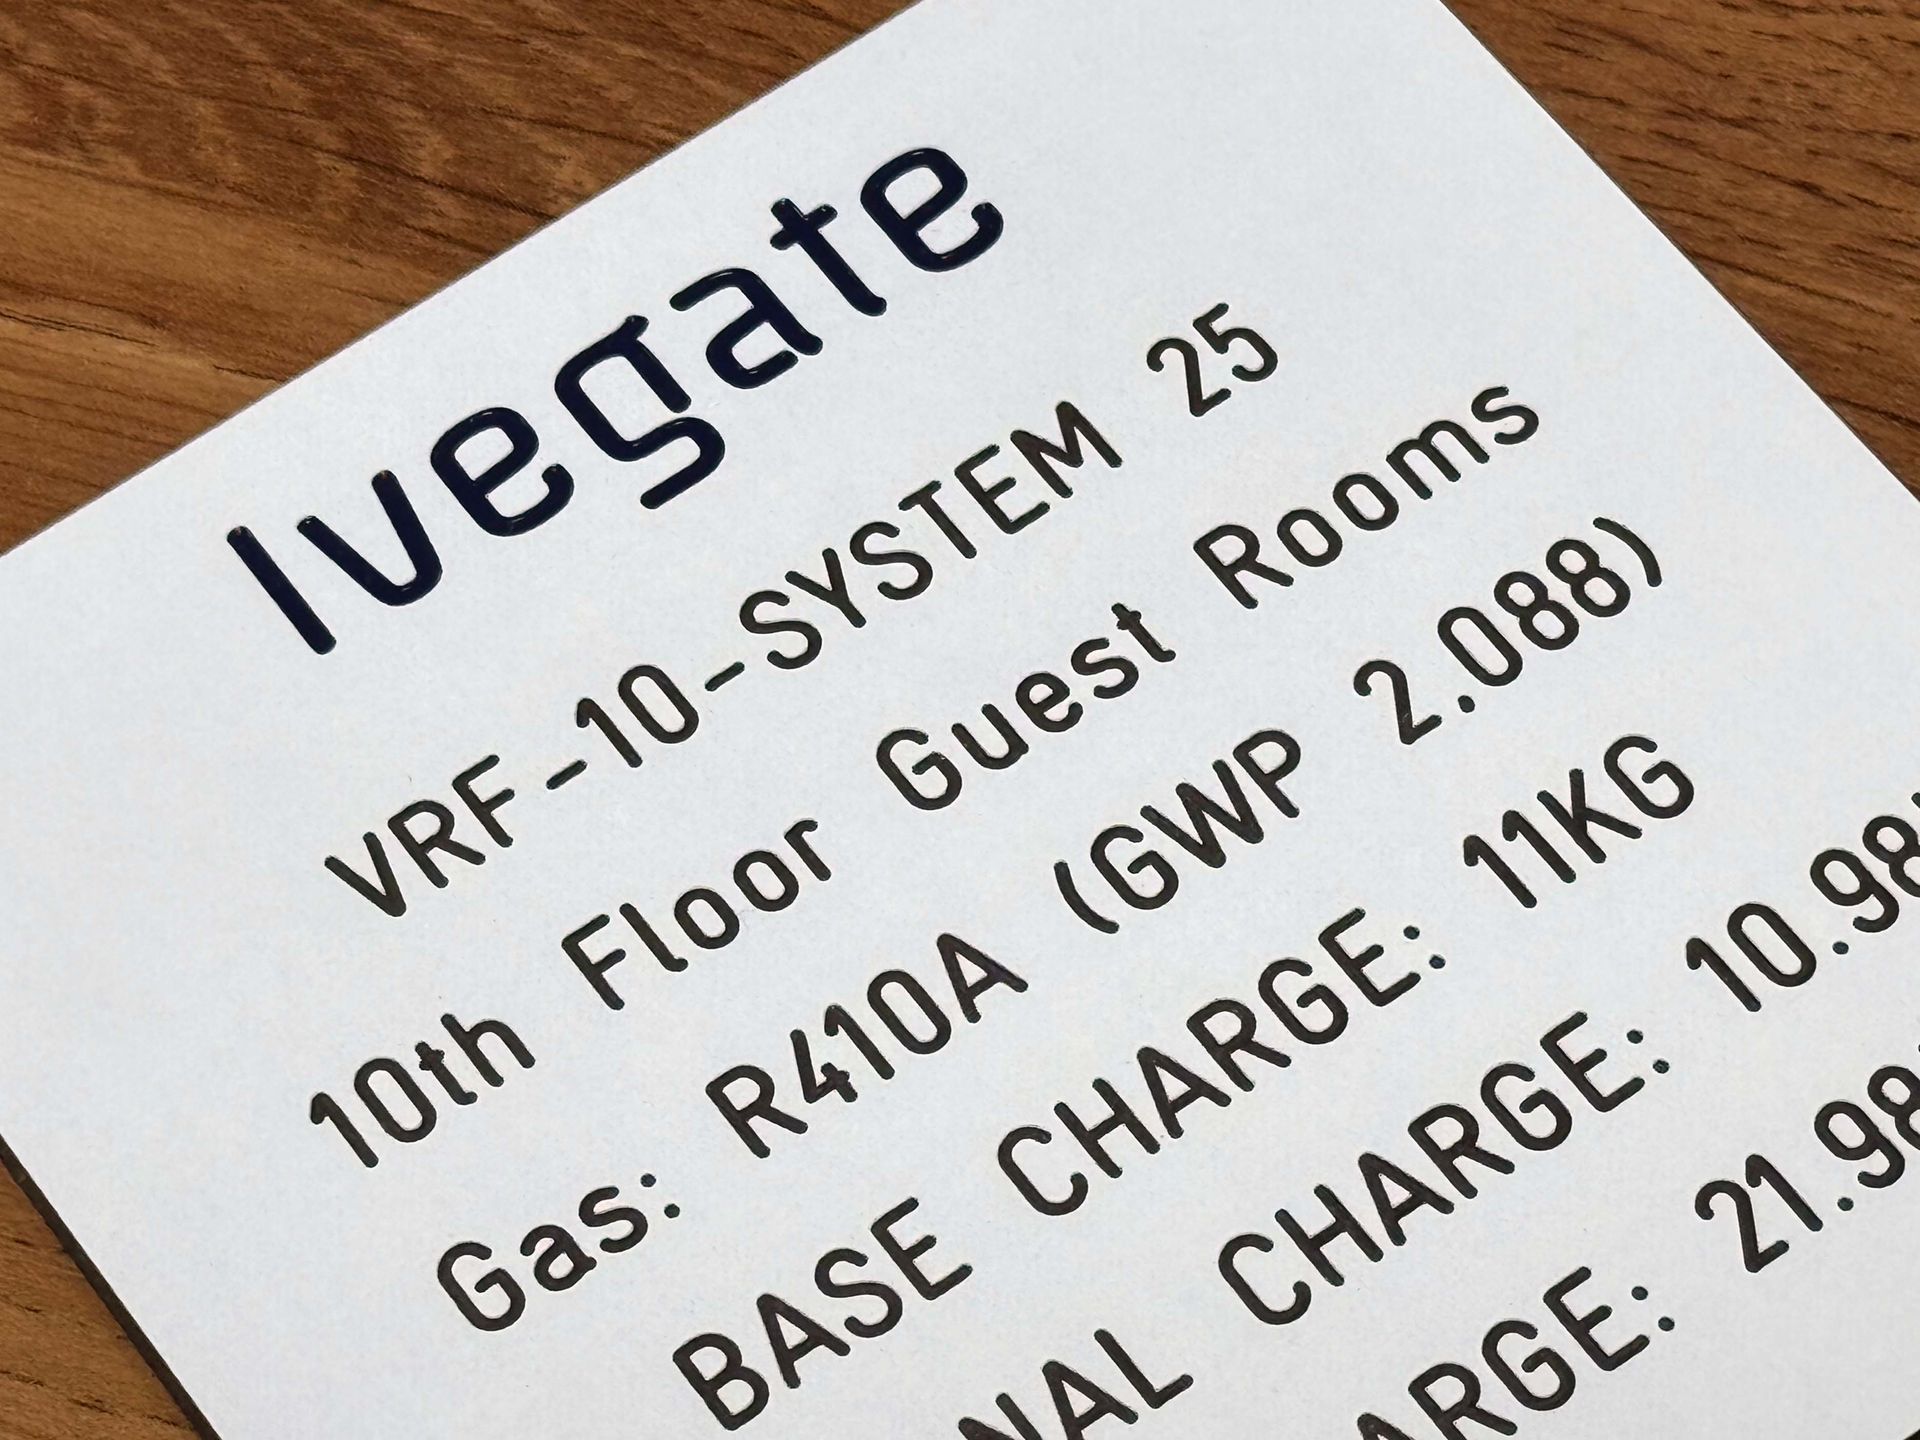 Ivegate
VRF-10-SYSTEM 25
10th Floor Guest Rooms
Gas: R410A (GWP 2.088)
BASE CHARGE: 11KG
CHARGE: 10.98
21.98